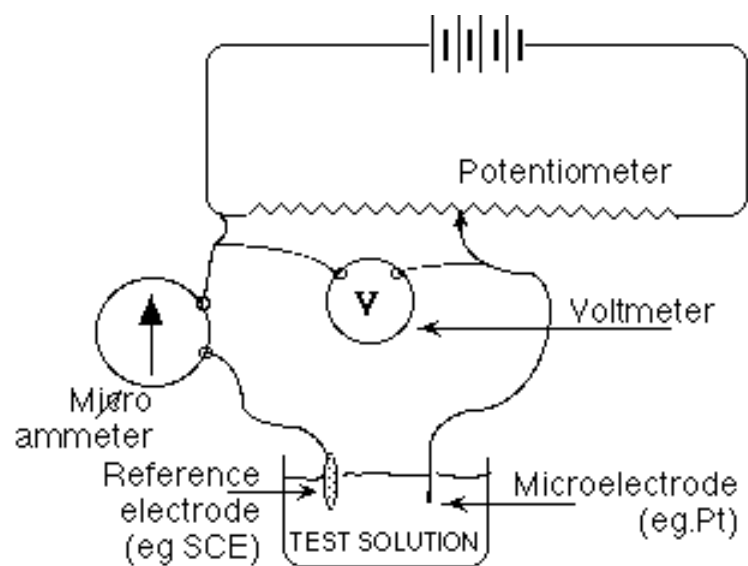 Potentiometer
V
Voltmeter
Micro
ammeter
Reference
electrode
(eg SCE)
Microelectrode
(eg.Pt)
TEST SOLUTION